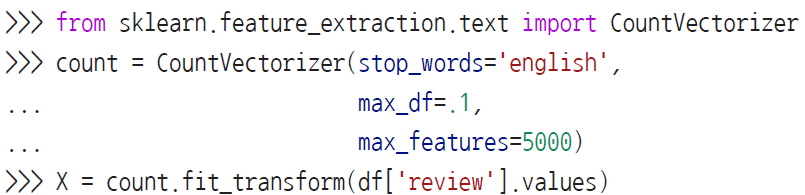 >>> from sklearn.feature_extraction.text import CountVectorizer
>>> count = CountVectorizer(stop_words='english',
...                         max_df=.1,
...                         max_features=5000)
>>> X = count.fit_transform(df['review'].values)